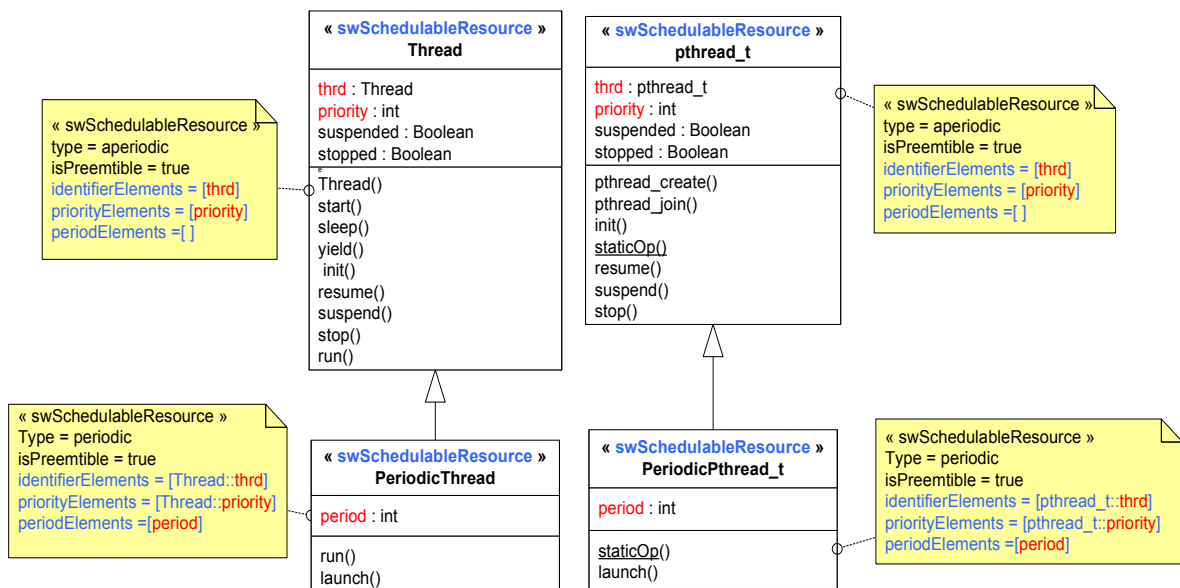 « swSchedulableResource »
Thread
thrd : Thread
priority : int
suspended : Boolean
stopped : Boolean
e
Thread()
start()
sleep()
yield()
init()
resume()
suspend()
stop()
run()
« swSchedulableResource »
pthread_t
thrd : pthread_t
priority : int
suspended : Boolean
stopped : Boolean
pthread_create()
pthread_join()
init()
staticOp()
resume()
suspend()
stop()
« swSchedulableResource »
type = aperiodic
isPreemtible = true
identifierElements = [thrd]
priorityElements = [priority]
periodElements =[ ]
« swSchedulableResource »
type = aperiodic
isPreemtible = true
identifierElements = [thrd]
priorityElements = [priority]
periodElements =[ ]
« swSchedulableResource »
Type = periodic
isPreemtible = true
identifierElements = [Thread::thrd]
priorityElements = [Thread::priority]
periodElements =[period]
« swSchedulableResource »
PeriodicThread
period : int
run()
launch()
« swSchedulableResource »
PeriodicPthread_t
period : int
staticOp()
launch()
« swSchedulableResource »
Type = periodic
isPreemtible = true
identifierElements = [pthread_t::thrd]
priorityElements = [pthread_t::priority]
periodElements =[period]